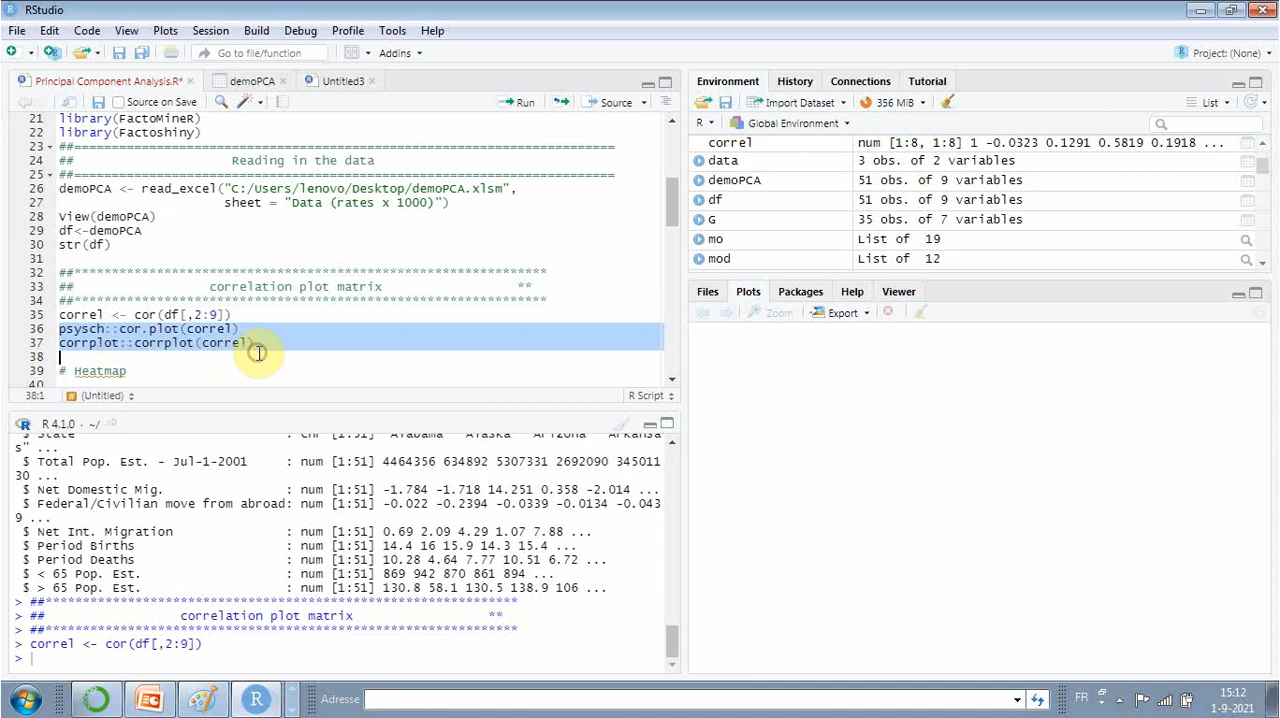 RStudio
File Edit Code View Plots Session Build Debug Profile Tools Help
Go to file/function Addins Project: (None)
Principal Component Analysis.R* demoPCA Untitled3
Source on Save Run Source
21 library(FactoMineR)
22 library(Factoshiny)
23 ##===========================================================================
24 ## Reading in the data
25 ##===========================================================================
26 demoPCA <- read_excel("C:/Users/lenovo/Desktop/demoPCA.xlsm",
27 sheet = "Data (rates x 1000)")
28 View(demoPCA)
29 df<-demoPCA
30 str(df)
31
32 ##*****************************************************************
33 ## correlation plot matrix **
34 ##*****************************************************************
35 correl <- cor(df[,2:9])
36 psysch::cor.plot(correl)
37 corrplot::corrplot(correl)
38
39 # Heatmap
40
38:1 # (Untitled) R Script
R 4.1.0 · ~/
$ State : chr [1:51] "Alabama" "Alaska" "Arizona" "Arkansa
s" ...
$ Total Pop. Est. - Jul-1-2001 : num [1:51] 4464356 634892 5307331 2692090 345011
30 ...
$ Net Domestic Mig. : num [1:51] -1.784 -1.718 14.251 0.358 -2.014 ...
$ Federal/Civilian move from abroad: num [1:51] -0.022 -0.2394 -0.0339 -0.0134 -0.043
9 ...
$ Net Int. Migration : num [1:51] 0.69 2.09 4.29 1.07 7.88 ...
$ Period Births : num [1:51] 14.4 16 15.9 14.3 15.4 ...
$ Period Deaths : num [1:51] 10.28 4.64 7.77 10.51 6.72 ...
$ < 65 Pop. Est. : num [1:51] 869 942 870 861 894 ...
$ > 65 Pop. Est. : num [1:51] 130.8 58.1 130.5 138.9 106 ...
> ##*****************************************************************
> ## correlation plot matrix **
> ##*****************************************************************
> correl <- cor(df[,2:9])
>
Environment History Connections Tutorial
Import Dataset 356 MiB List
R Global Environment
correl num [1:8, 1:8] 1 -0.0323 0.1291 0.5819 0.1918 ...
data 3 obs. of 2 variables
demoPCA 51 obs. of 9 variables
df 51 obs. of 9 variables
G 35 obs. of 7 variables
mo List of 19
mod List of 12
Files Plots Packages Help Viewer
Zoom Export
Adresse FR 15:12
1-9-2021